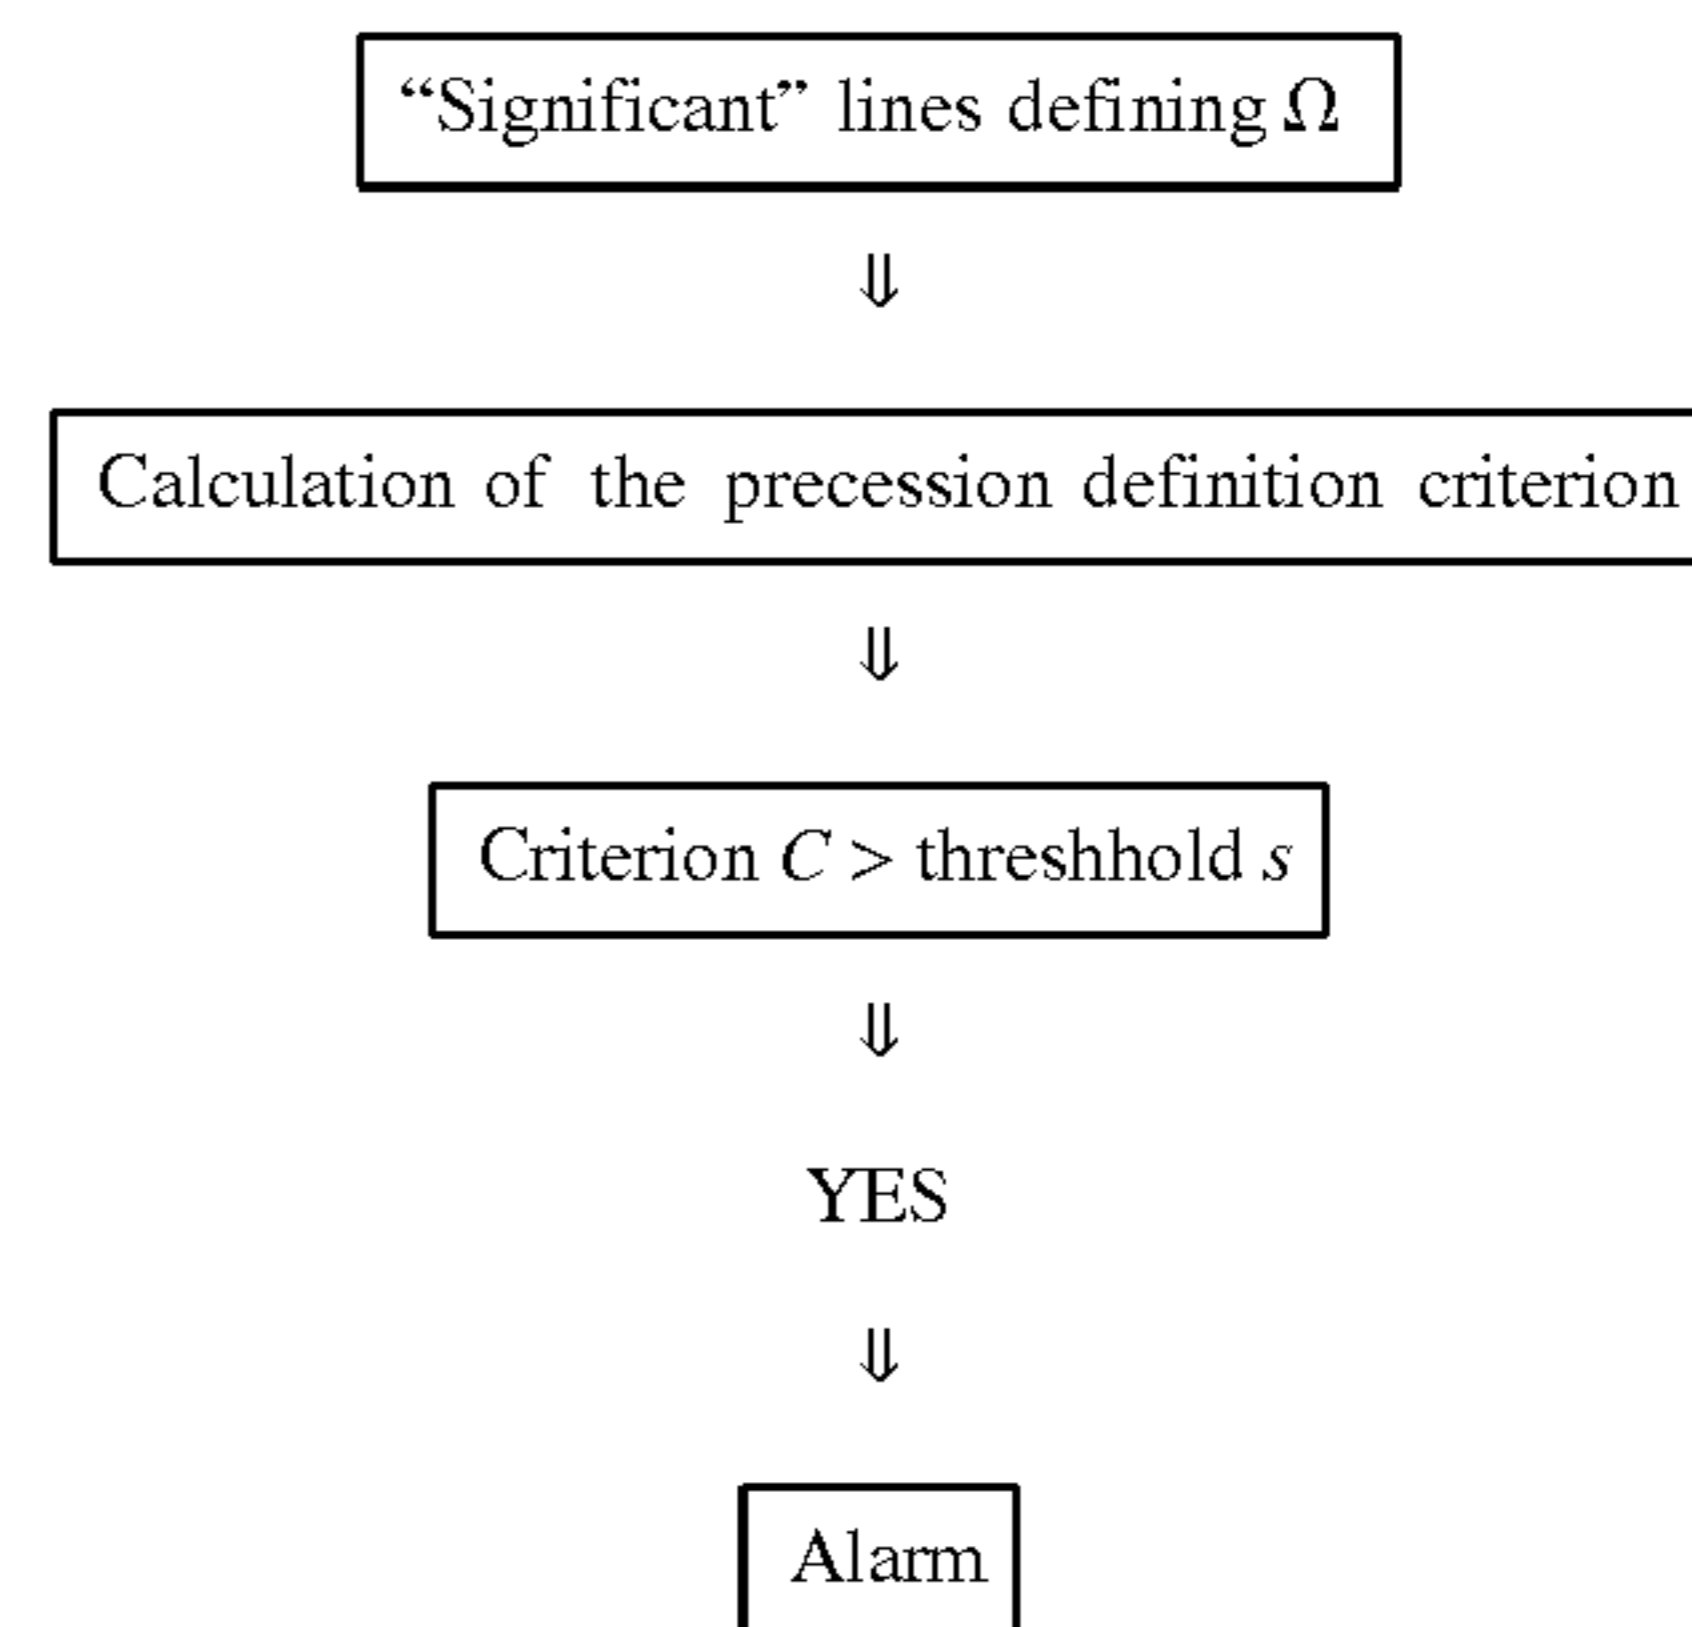 “Significant” lines defining Ω
⇓
Calculation of the precession definition criterion
⇓
Criterion C > threshhold s
⇓
YES
⇓
Alarm